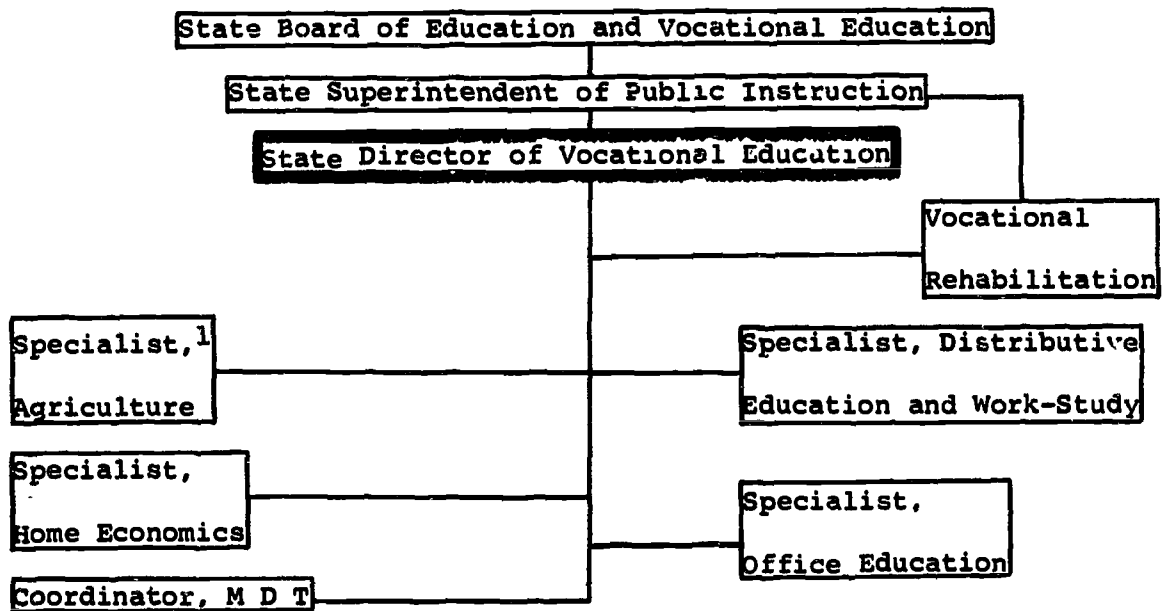 State Board of Education and Vocational Education
State Superintendent of Public Instruction
State Director of Vocational Education
Vocational
Rehabilitation
Specialist,1
Agriculture
Specialist, Distributive
Education and Work-Study
Specialist,
Home Economics
Specialist,
Office Education
Coordinator, M D T